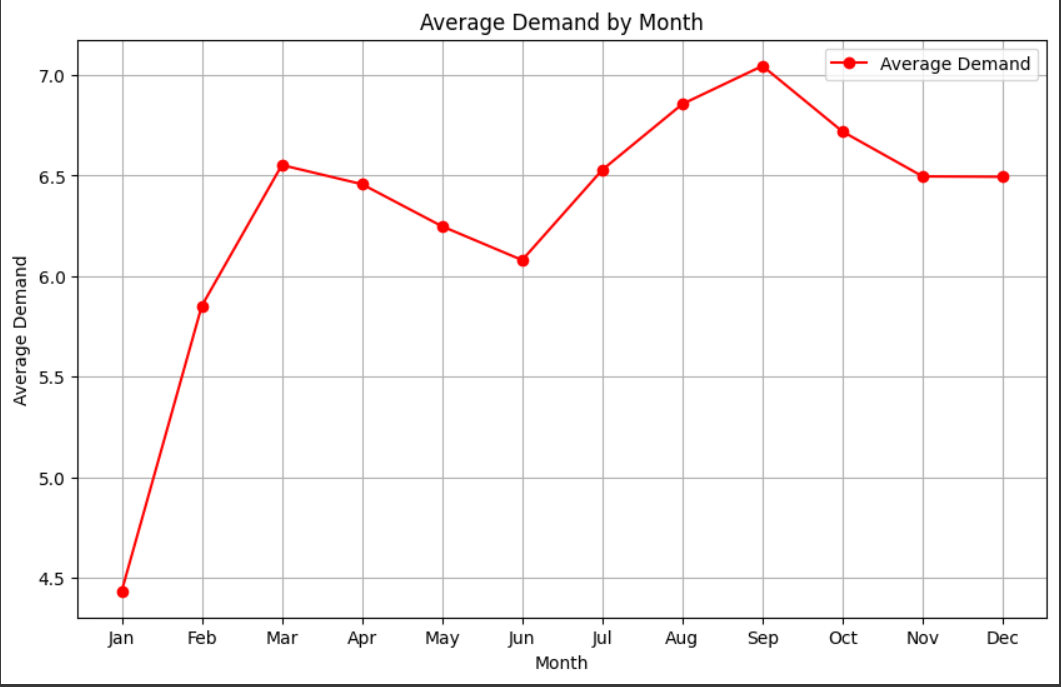 Average Demand by Month
Average Demand
7.0
6.5
6.0
5.5
5.0
4.5
Average Demand
Jan Feb Mar Apr May Jun Jul Aug Sep Oct Nov Dec
Month